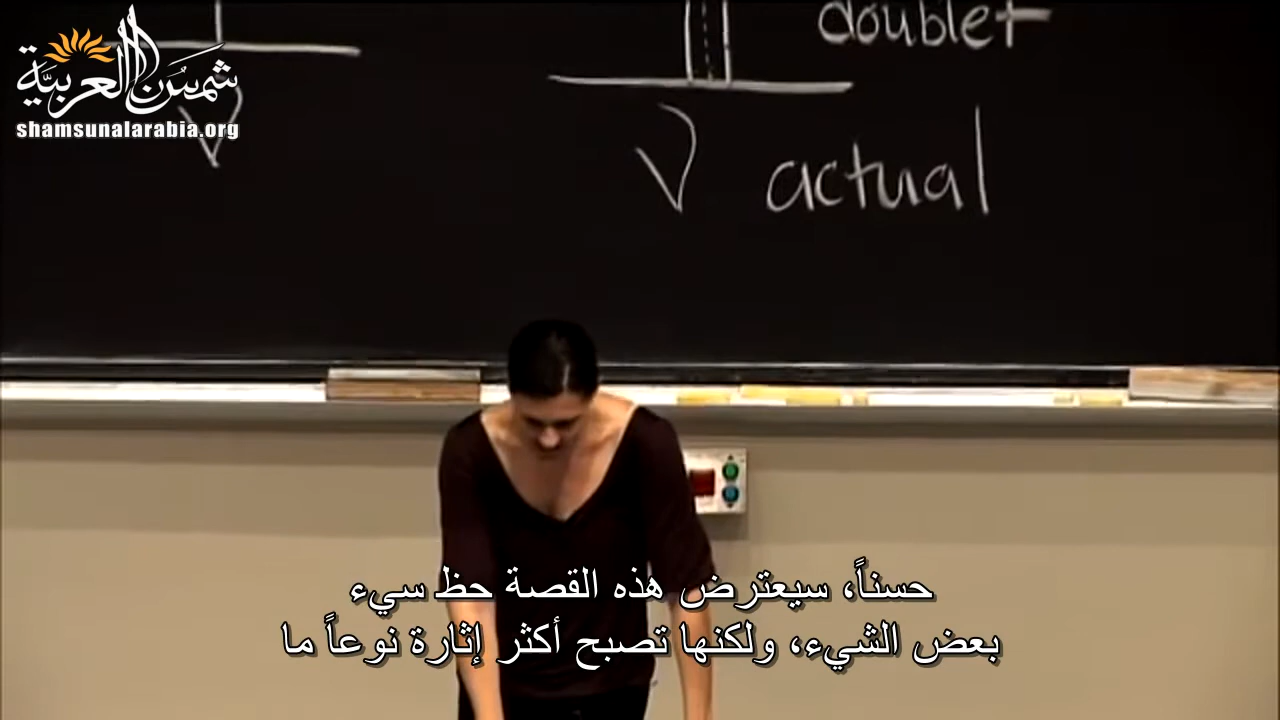 شمس العربية
shamsunalarabia.org
doublet
ν
ν actual
حسناً، سيعترض هذه القصة حظ سيء
بعض الشيء، ولكنها تصبح أكثر إثارة نوعاً ما